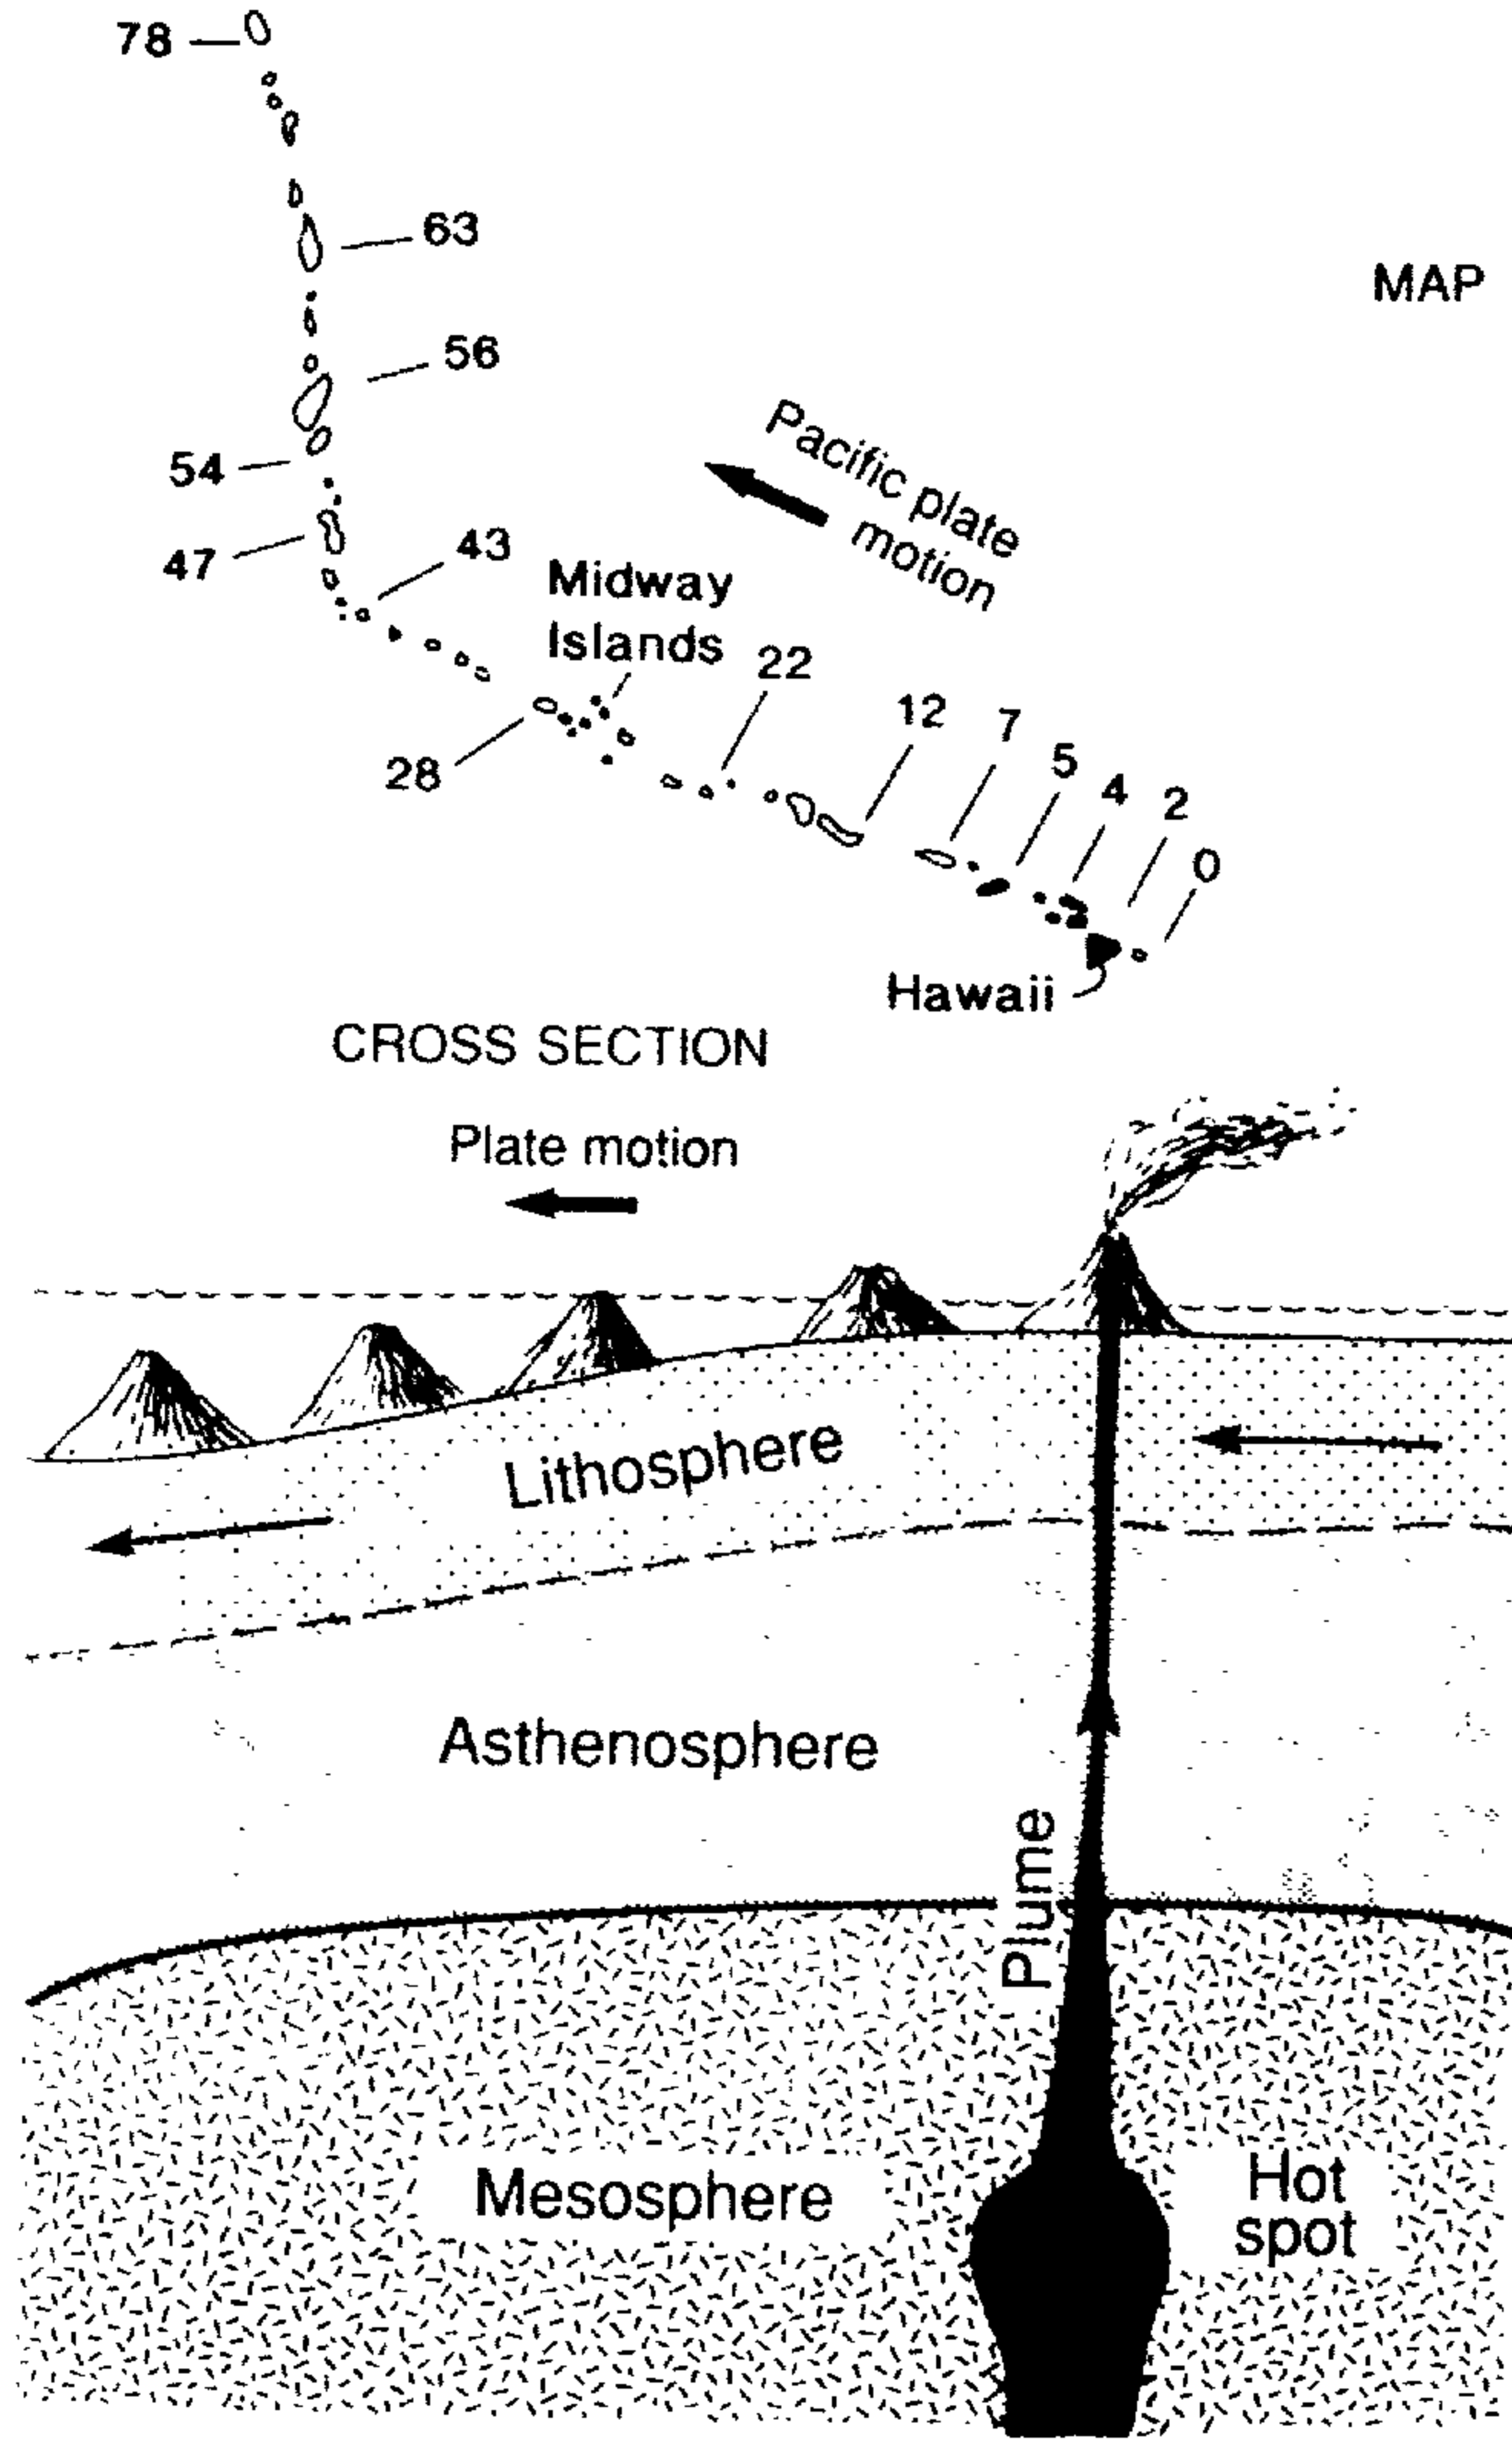 78
63
MAP
56
54
47
43
Pacific plate
motion
Midway
Islands
22
28
12
7
5
4
2
0
Hawaii
CROSS SECTION
Plate motion
Lithosphere
Asthenosphere
Plume
Mesosphere
Hot
spot